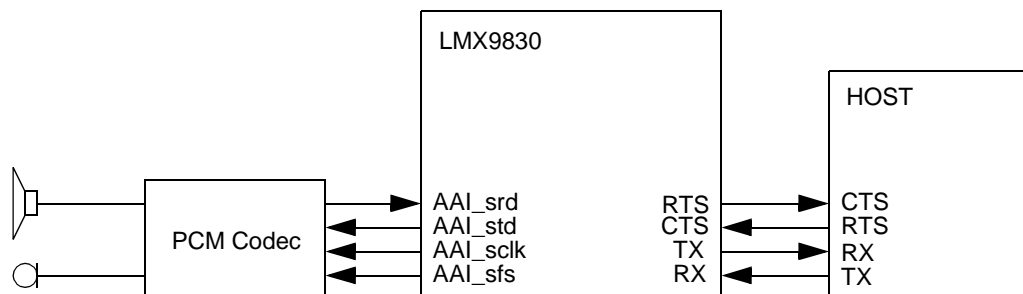 LMX9830
HOST
PCM Codec
AAI_srd
AAI_std
AAI_sclk
AAI_sfs
RTS
CTS
TX
RX
CTS
RTS
RX
TX